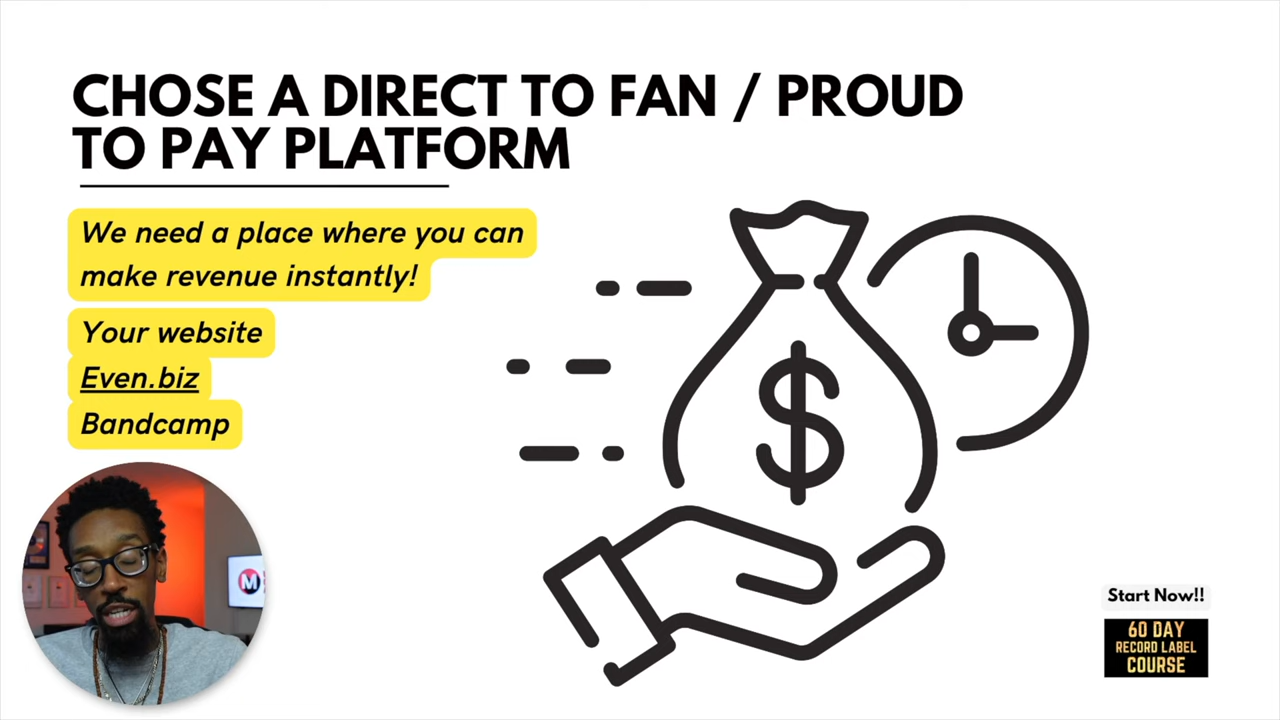 CHOSE A DIRECT TO FAN / PROUD
TO PAY PLATFORM
We need a place where you can
make revenue instantly!
Your website
Even.biz
Bandcamp
$
M
Start Now!!
60 DAY
RECORD LABEL
COURSE